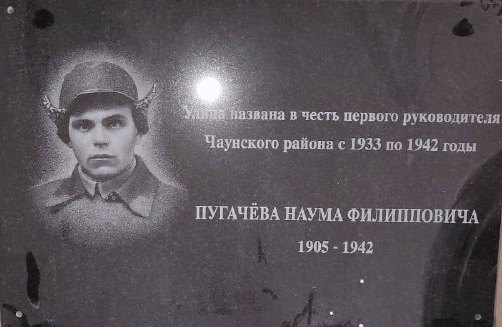 Улица названа в честь первого руководителя
Чаунского района с 1933 по 1942 годы
ПУГАЧЁВА НАУМА ФИЛИППОВИЧА
1905 - 1942